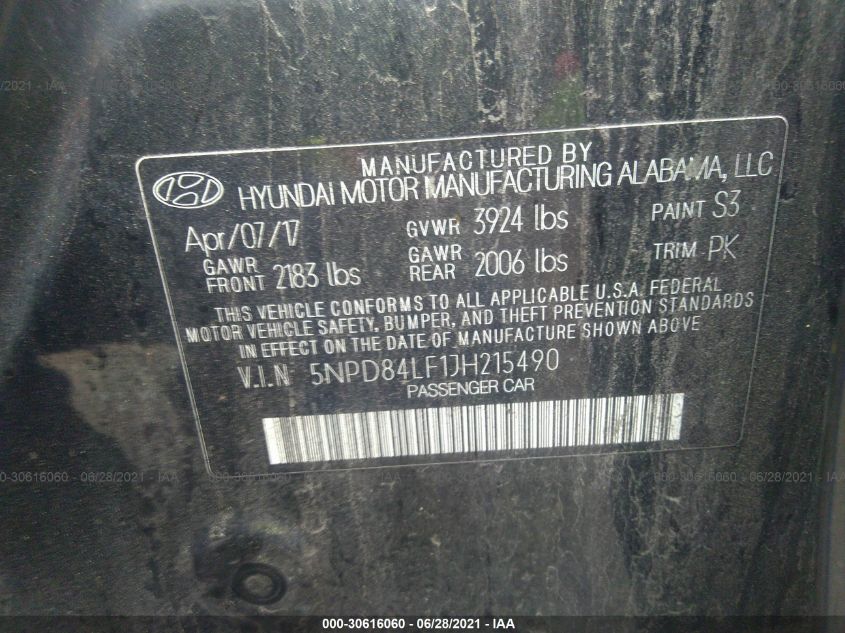 MANUFACTURED BY
HYUNDAI MOTOR MANUFACTURING ALABAMA, LLC
Apr/07/17 GVWR 3924 lbs PAINT S3
GAWR FRONT 2183 lbs GAWR REAR 2006 lbs TRIM PK
THIS VEHICLE CONFORMS TO ALL APPLICABLE U.S.A. FEDERAL
MOTOR VEHICLE SAFETY, BUMPER, AND THEFT PREVENTION STANDARDS
IN EFFECT ON THE DATE OF MANUFACTURE SHOWN ABOVE
V.I.N 5NPD84LF1JH215490
PASSENGER CAR
000-30616060 - 06/28/2021 - IAA